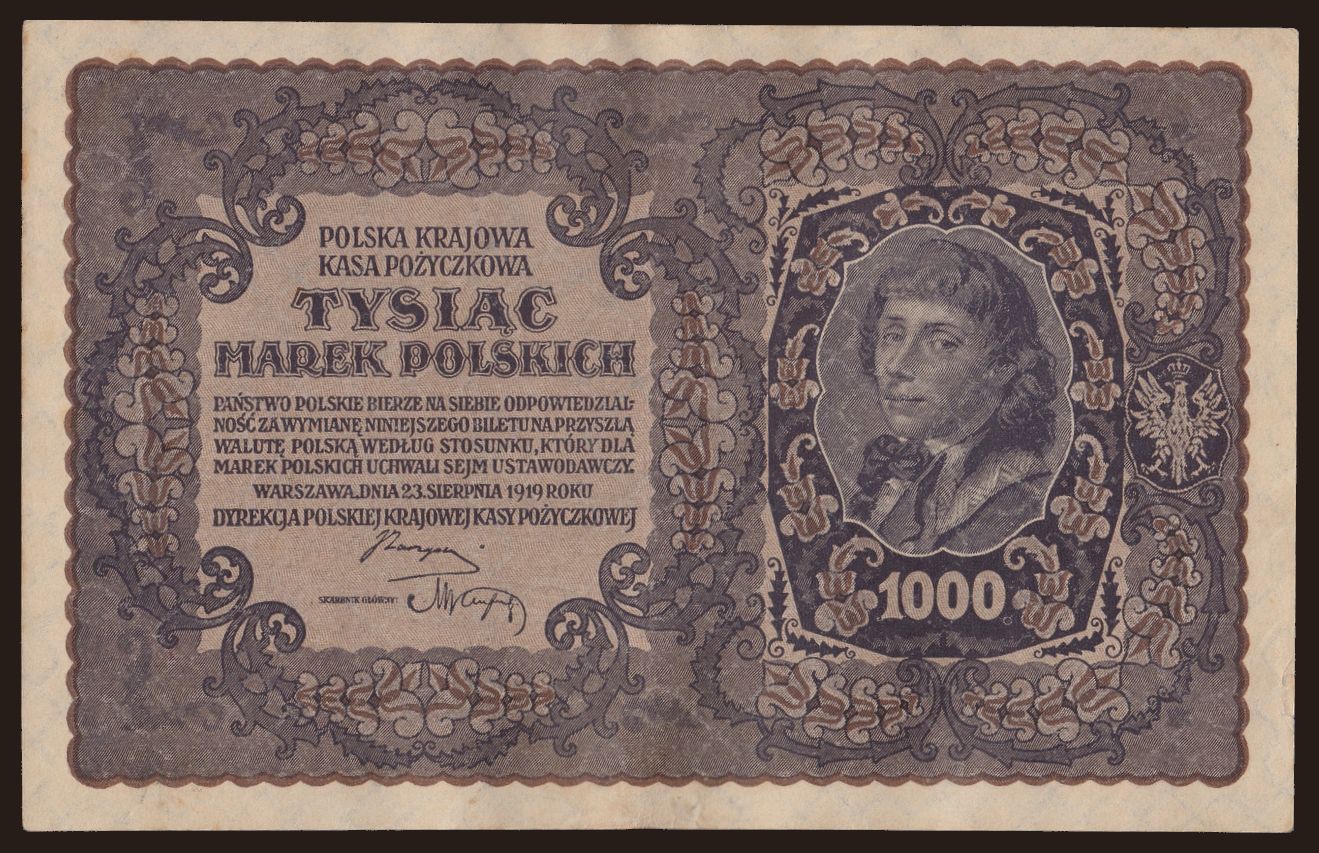 POLSKA KRAJOWA
KASA POŻYCZKOWA
TYSIĄC
MAREK POLSKICH
PAŃSTWO POLSKIE BIERZE NA SIEBIE ODPOWIEDZIAL-
NOŚĆ ZA WYMIANĘ NINIEJSZEGO BILETU NA PRZYSZŁĄ
WALUTĘ POLSKĄ WEDŁUG STOSUNKU, KTÓRY DLA
MAREK POLSKICH UCHWALI SEJM USTAWODAWCZY.
WARSZAWA.DNIA 23.SIERPNIA 1919 ROKU
DYREKCJA POLSKIEJ KRAJOWEJ KASY POŻYCZKOWEJ
SKARBNIK GŁÓWNY:
1000